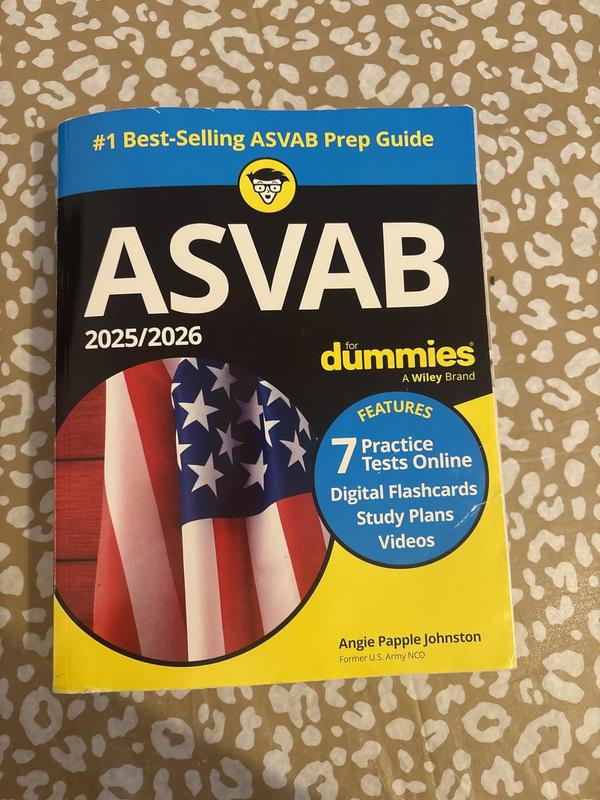 #1 Best-Selling ASVAB Prep Guide
ASVAB
2025/2026
for
dummies®
A Wiley Brand
FEATURES
7 Practice
Tests Online
Digital Flashcards
Study Plans
Videos
Angie Papple Johnston
Former U.S. Army NCO